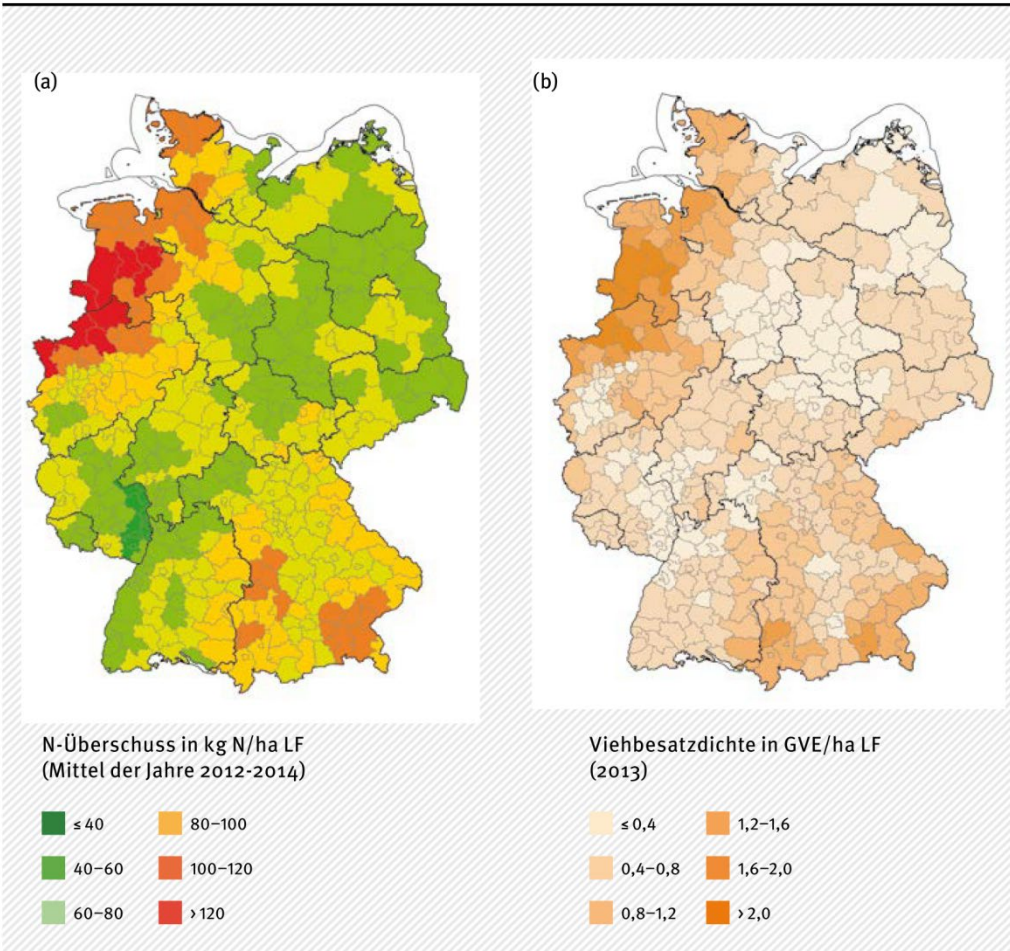 (a)
(b)
N-Überschuss in kg N/ha LF
(Mittel der Jahre 2012-2014)
≤ 40
80–100
40–60
100–120
60–80
› 120
Viehbesatzdichte in GVE/ha LF
(2013)
≤ 0,4
1,2–1,6
0,4–0,8
1,6–2,0
0,8–1,2
› 2,0